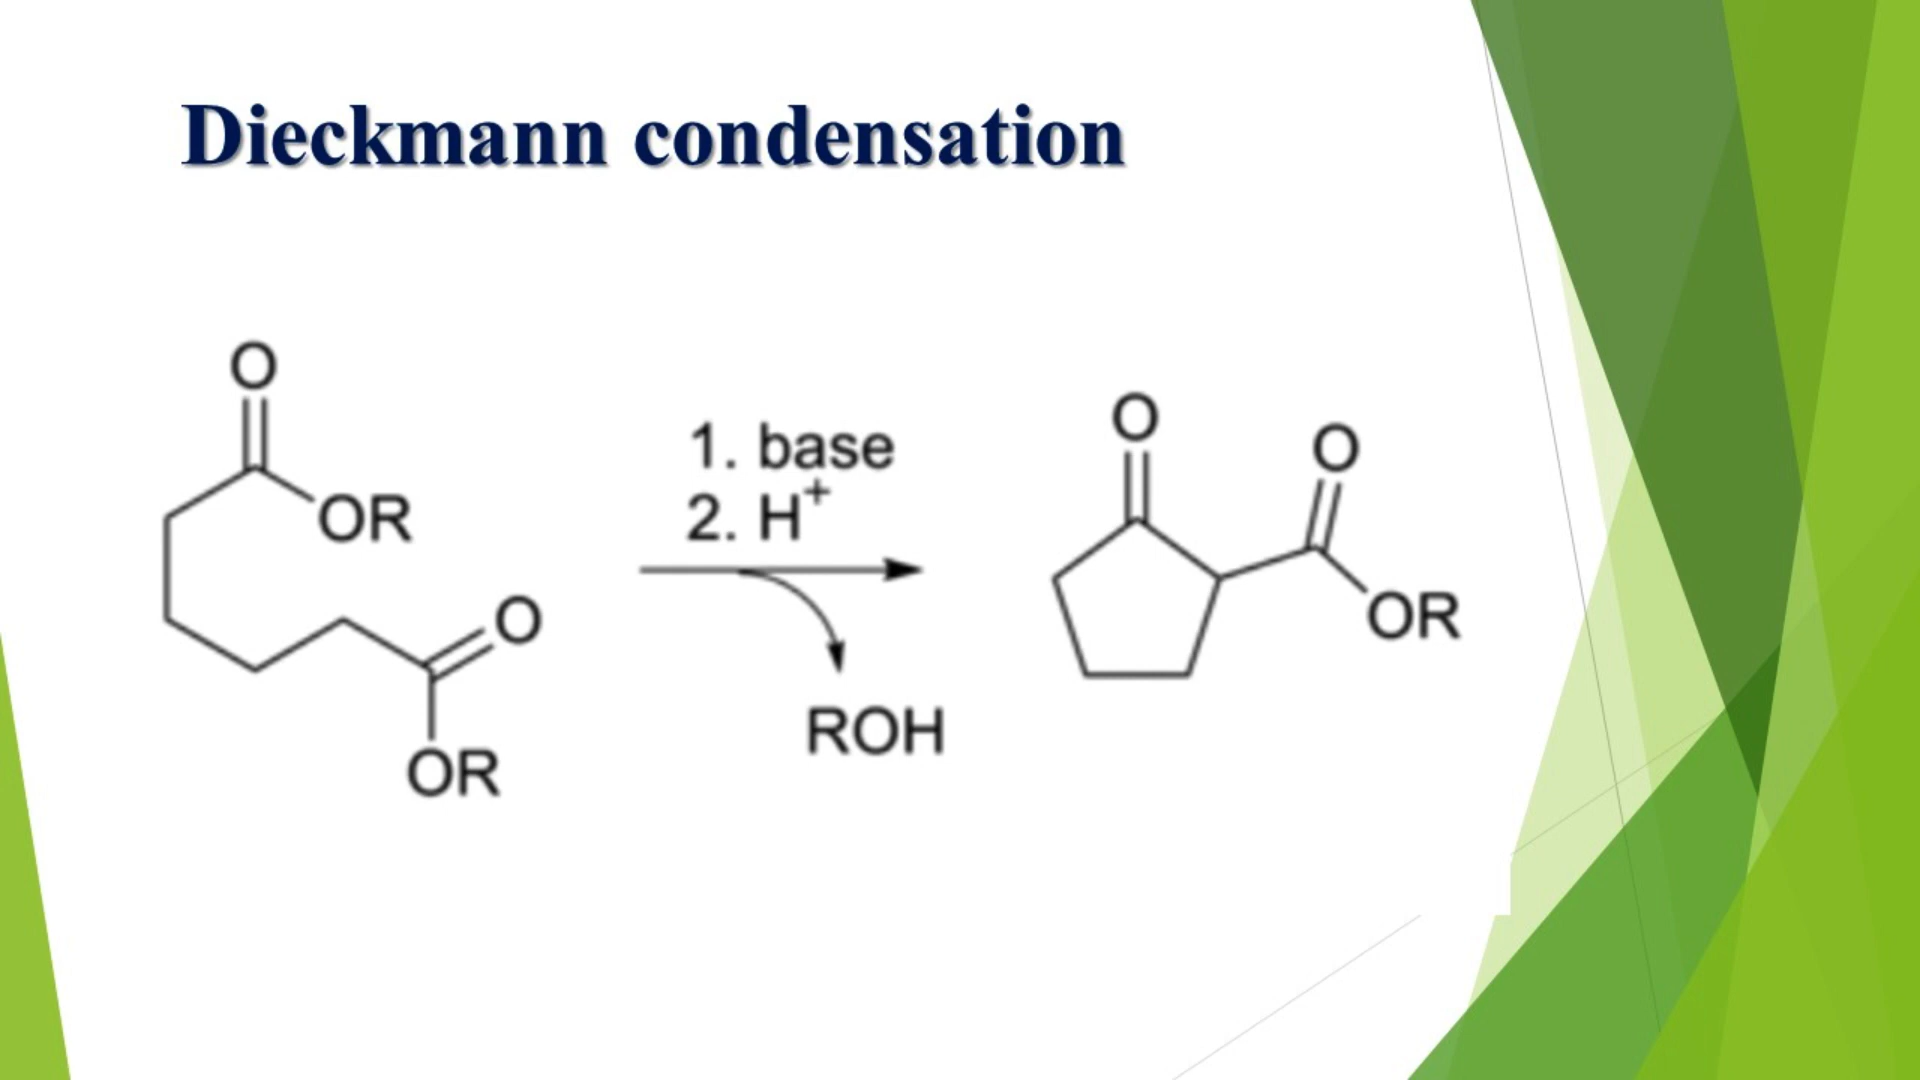 Dieckmann condensation
O
OR
O
OR
1. base
2. H+
ROH
O
O
OR